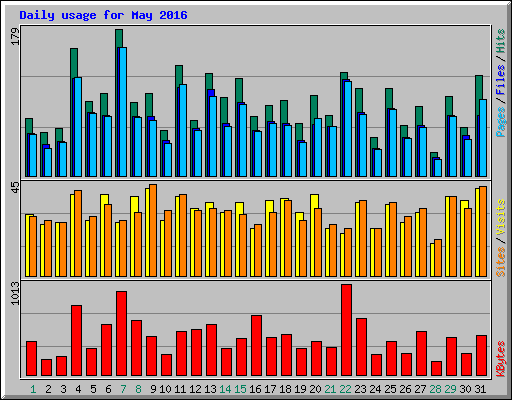 Daily usage for May 2016
179
Pages / Files / Hits
45
Sites / Visits
1013
KBytes
1 2 3 4 5 6 7 8 9 10 11 12 13 14 15 16 17 18 19 20 21 22 23 24 25 26 27 28 29 30 31